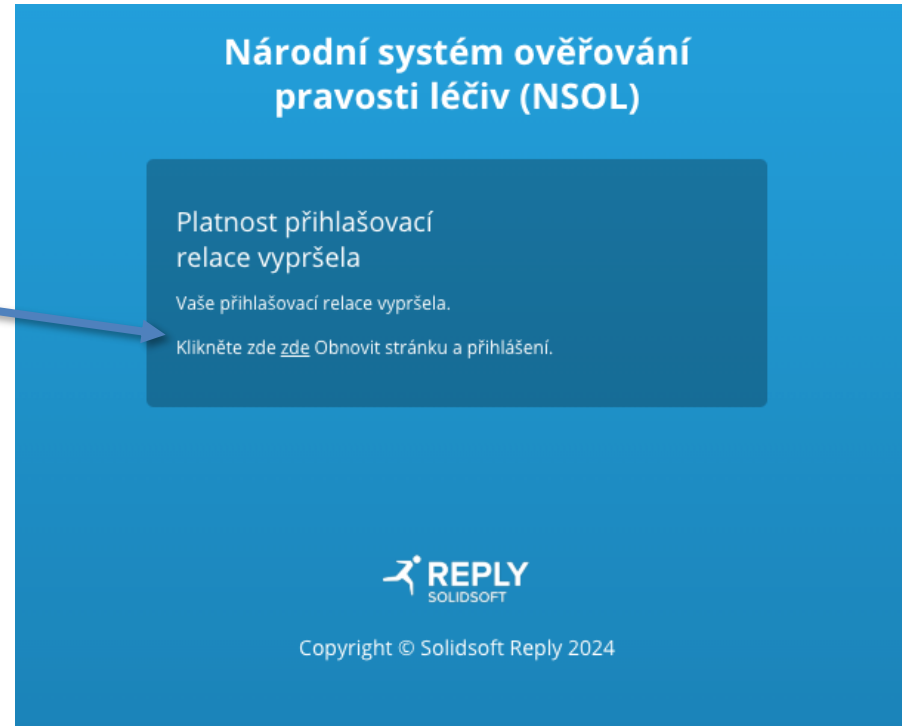 Národní systém ověřování
pravosti léčiv (NSOL)
Platnost přihlašovací
relace vypršela
Vaše přihlašovací relace vypršela.
Klikněte zde zde Obnovit stránku a přihlášení.
REPLY
SOLIDSOFT
Copyright © Solidsoft Reply 2024